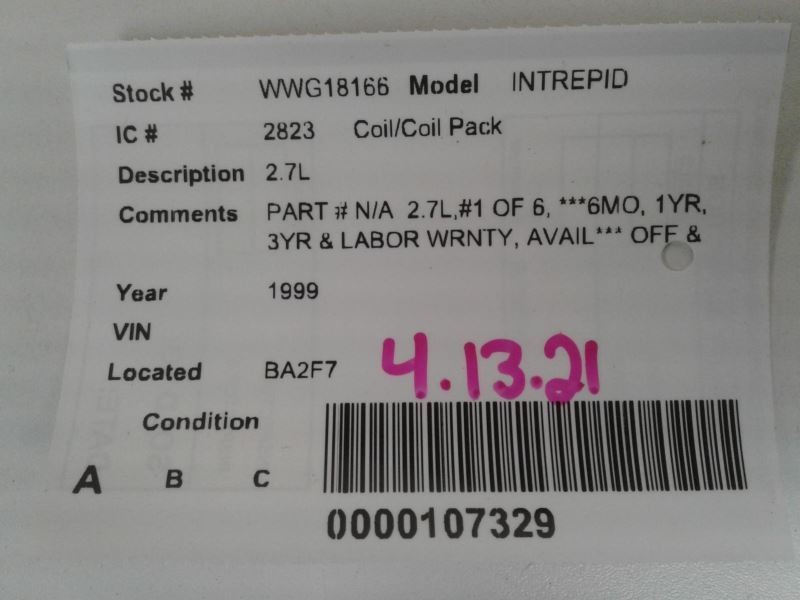 Stock # WWG18166 Model INTREPID
IC # 2823 Coil/Coil Pack
Description 2.7L
Comments PART # N/A 2.7L,#1 OF 6, ***6MO, 1YR,
3YR & LABOR WRNTY, AVAIL*** OFF &
Year 1999
VIN
Located BA2F7 4.13.21
Condition
A B C
0000107329